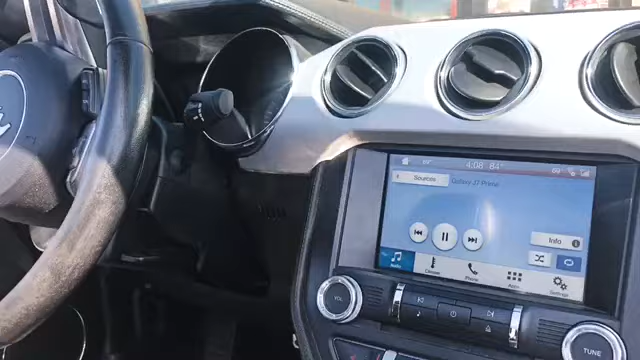 4:08 84°
Sources
Galaxy J7 Prime
Info
Audio
Climate
Phone
Apps
Settings
VOL
TUNE